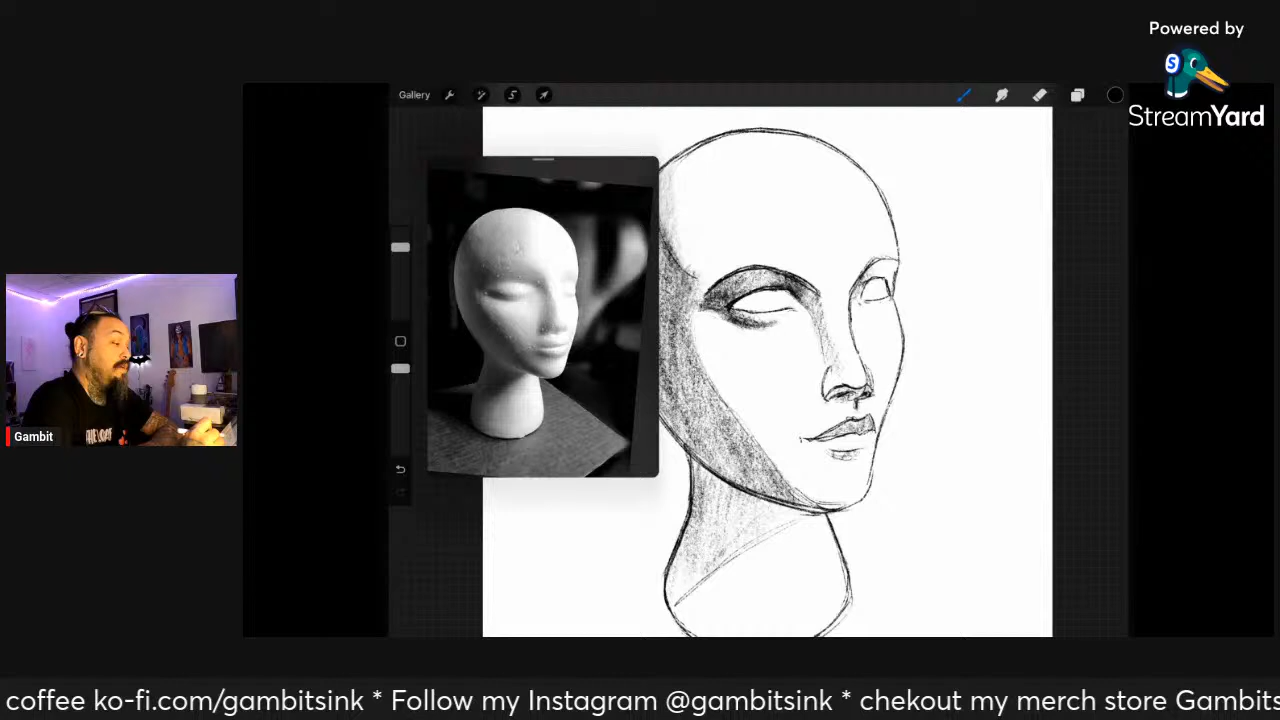 Powered by
StreamYard
Gallery
Gambit
coffee ko-fi.com/gambitsink * Follow my Instagram @gambitsink * chekout my merch store Gambits